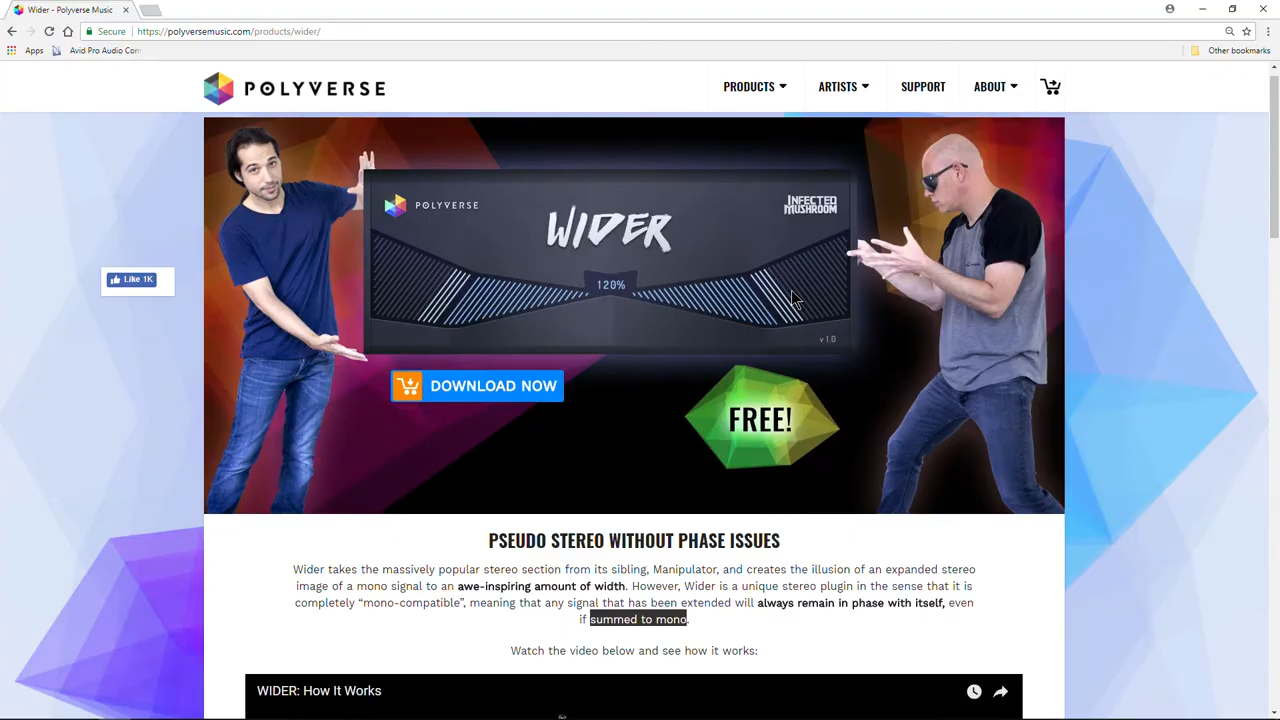 Wider - Polyverse Music
Secure https://polyversemusic.com/products/wider/
Apps Avid Pro Audio Com Other bookmarks
POLYVERSE
PRODUCTS ARTISTS SUPPORT ABOUT
POLYVERSE
WIDER
INFECTED
MUSHROOM
120%
Like 1K
v 1.0
DOWNLOAD NOW
FREE!
PSEUDO STEREO WITHOUT PHASE ISSUES
Wider takes the massively popular stereo section from its sibling, Manipulator, and creates the illusion of an expanded stereo
image of a mono signal to an awe-inspiring amount of width. However, Wider is a unique stereo plugin in the sense that it is
completely “mono-compatible”, meaning that any signal that has been extended will always remain in phase with itself, even
if summed to mono.
Watch the video below and see how it works:
WIDER: How It Works